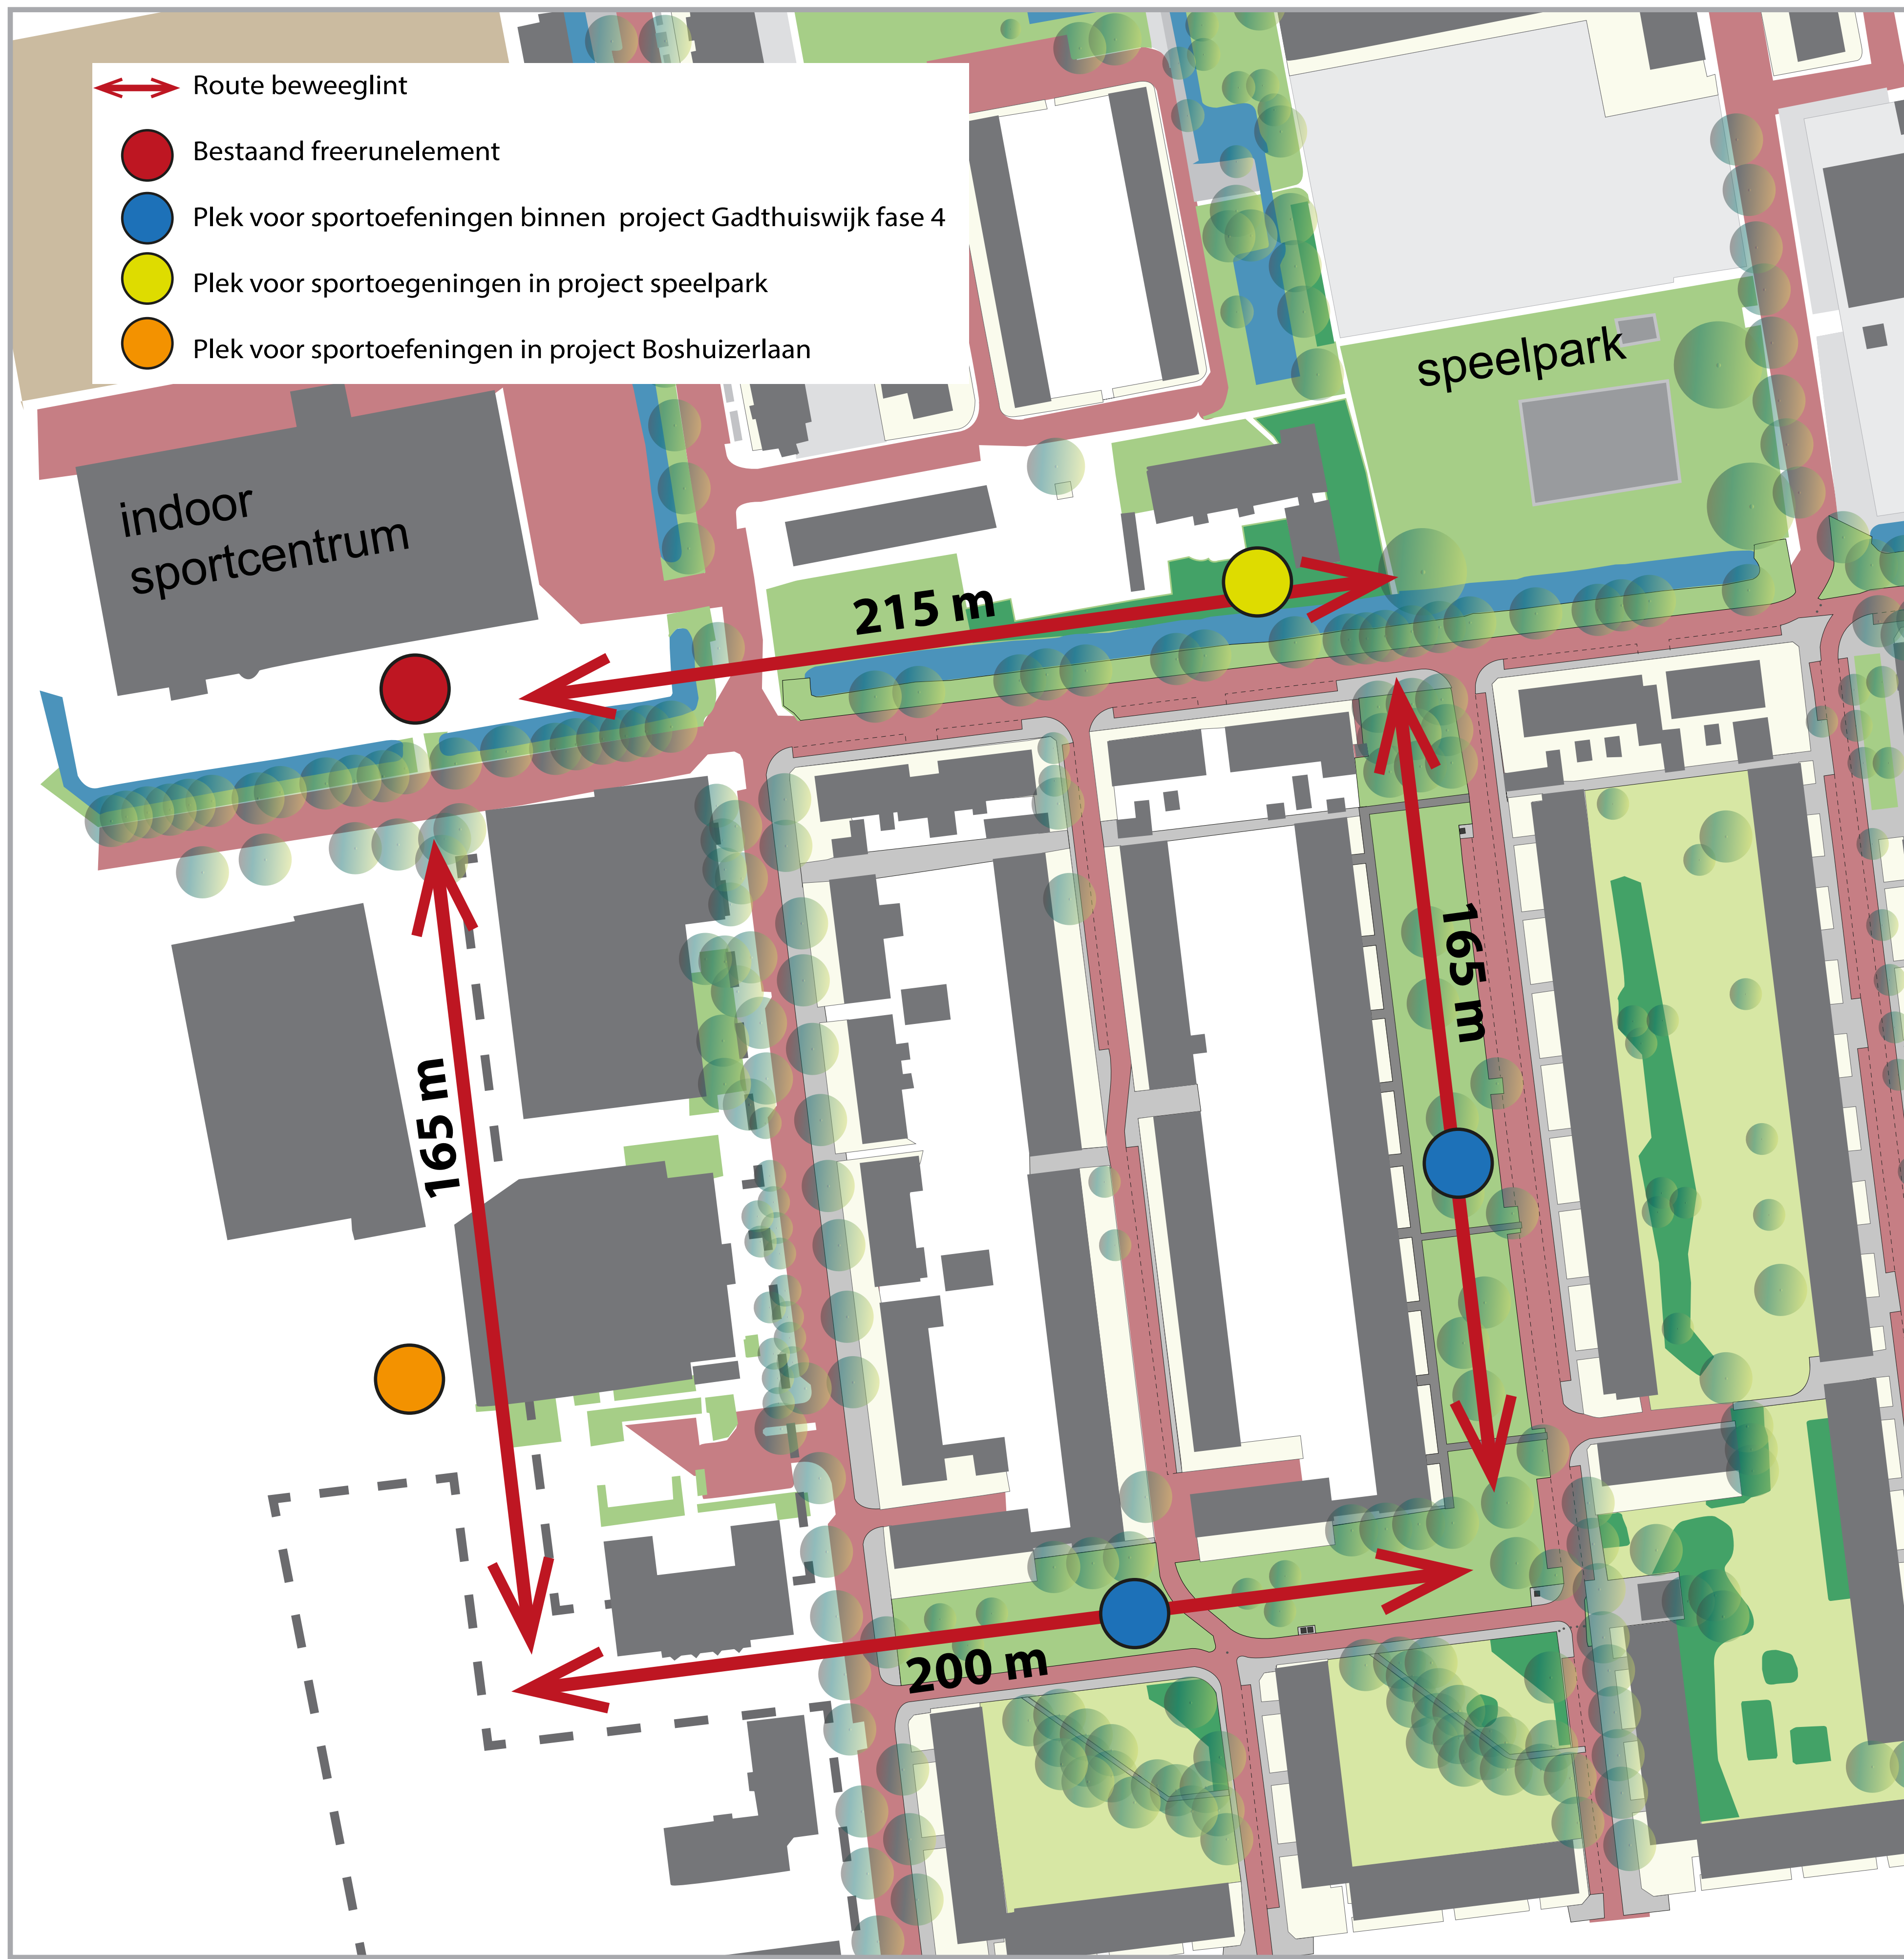 Route beweeglint
Bestaand freerunelement
Plek voor sportoefeningen binnen project Gadthuiswijk fase 4
Plek voor sportoegeningen in project speelpark
Plek voor sportoefeningen in project Boshuizerlaan
speelpark
indoor
sportcentrum
215 m
165 m
165 m
200 m